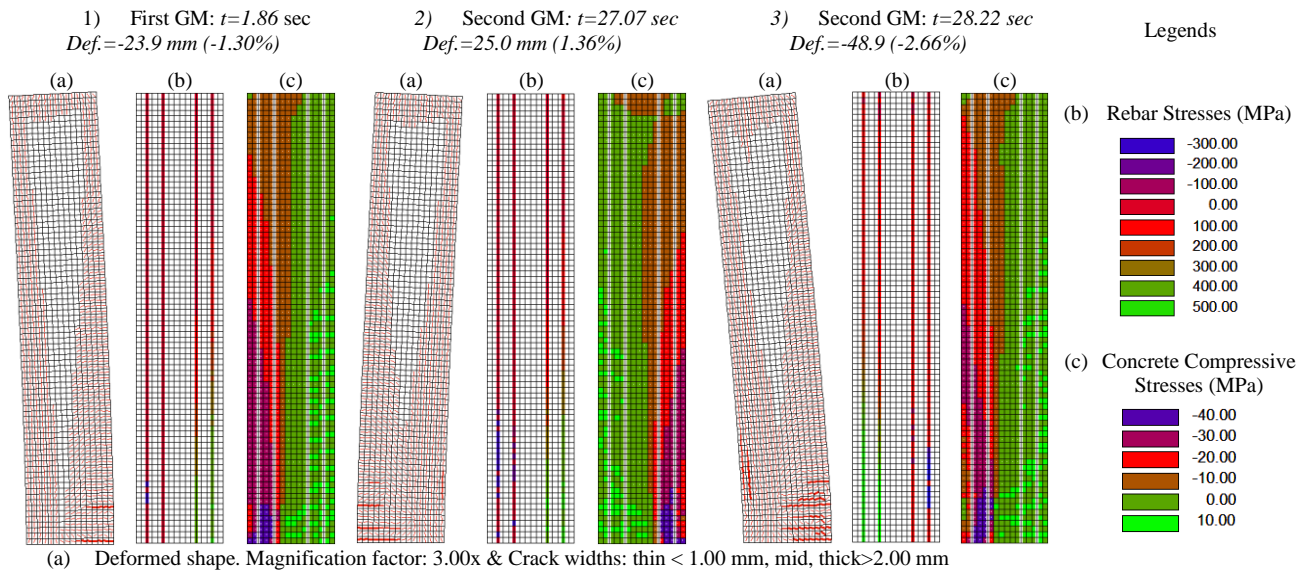 1) First GM: t=1.86 sec
Def.=-23.9 mm (-1.30%)
2) Second GM: t=27.07 sec
Def.=25.0 mm (1.36%)
3) Second GM: t=28.22 sec
Def.=-48.9 (-2.66%)
Legends
(a) (b) (c) (a) (b) (c) (a) (b) (c)
(b) Rebar Stresses (MPa)
-300.00
-200.00
-100.00
0.00
100.00
200.00
300.00
400.00
500.00
(c) Concrete Compressive
Stresses (MPa)
-40.00
-30.00
-20.00
-10.00
0.00
10.00
(a) Deformed shape. Magnification factor: 3.00x & Crack widths: thin < 1.00 mm, mid, thick>2.00 mm